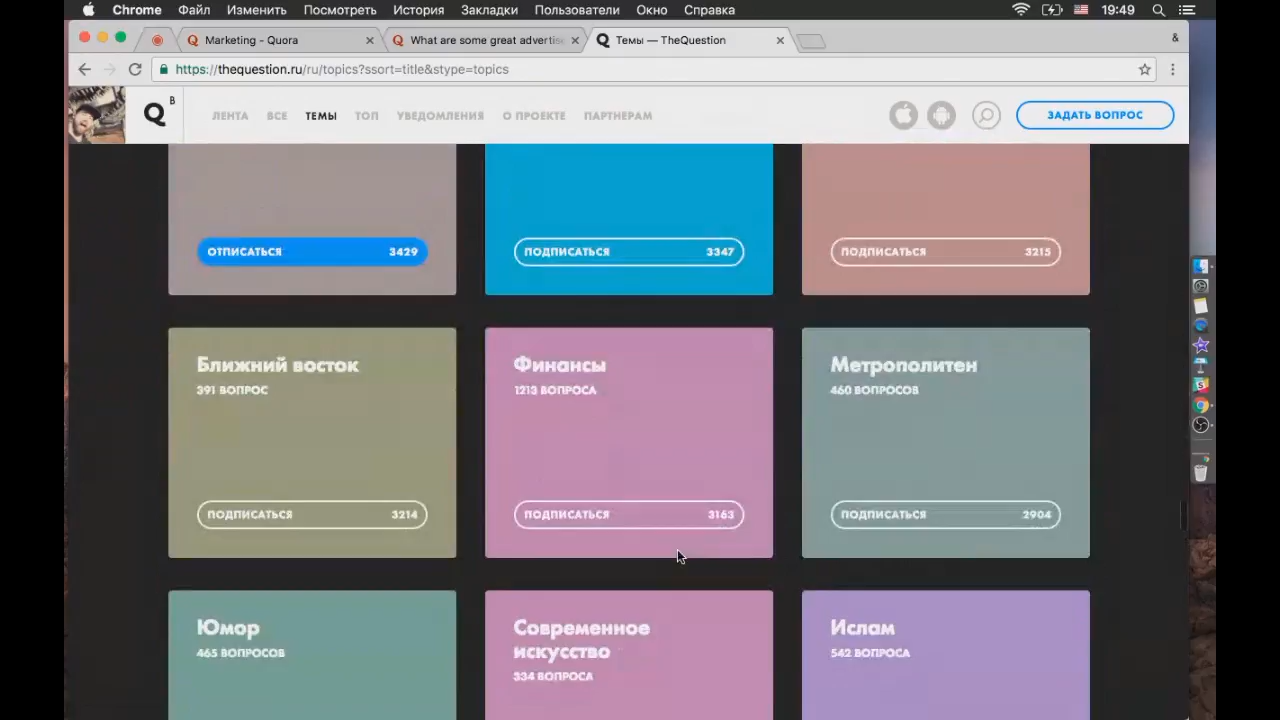 Chrome Файл Изменить Посмотреть История Закладки Пользователи Окно Справка 19:49
Marketing - Quora What are some great advertise Темы — TheQuestion
https://thequestion.ru/ru/topics?ssort=title&stype=topics
Q B ЛЕНТА ВСЕ ТЕМЫ ТОП УВЕДОМЛЕНИЯ О ПРОЕКТЕ ПАРТНЕРАМ ЗАДАТЬ ВОПРОС
ОТПИСАТЬСЯ 3429 ПОДПИСАТЬСЯ 3347 ПОДПИСАТЬСЯ 3215
Ближний восток Финансы Метрополитен
391 ВОПРОС 1213 ВОПРОСА 460 ВОПРОСОВ
ПОДПИСАТЬСЯ 3214 ПОДПИСАТЬСЯ 3163 ПОДПИСАТЬСЯ 2904
Юмор Современное Ислам
искусство
465 ВОПРОСОВ 542 ВОПРОСА
334 ВОПРОСА